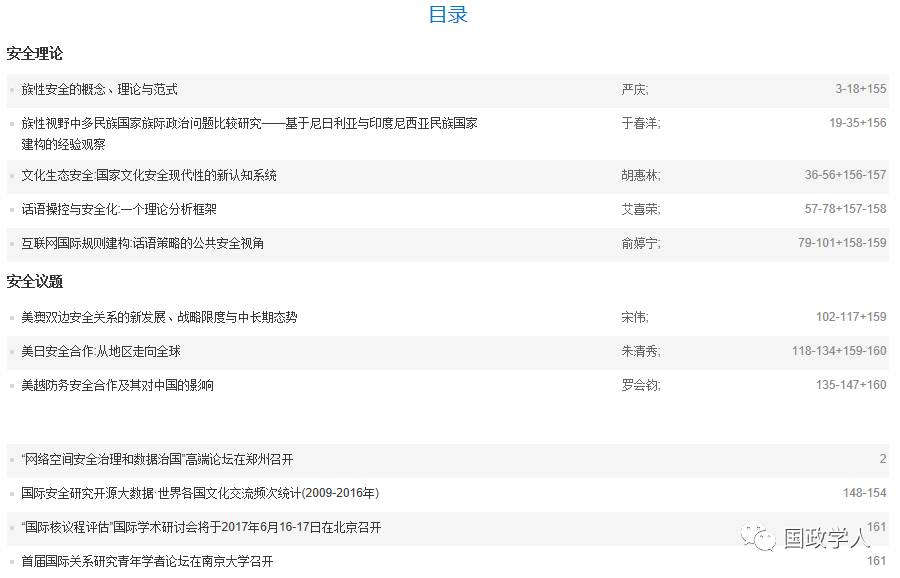 目录
安全理论
族性安全的概念、理论与范式 严庆; 3-18+155
族性视野中多民族国家族际政治问题比较研究——基于尼日利亚与印度尼西亚民族国家 于春洋; 19-35+156
建构的经验观察
文化生态安全:国家文化安全现代性的新认知系统 胡惠林; 36-56+156-157
话语操控与安全化:一个理论分析框架 艾喜荣; 57-78+157-158
互联网国际规则建构:话语策略的公共安全视角 俞婷宁; 79-101+158-159
安全议题
美澳双边安全关系的新发展、战略限度与中长期态势 宋伟; 102-117+159
美日安全合作:从地区走向全球 朱清秀; 118-134+159-160
美越防务安全合作及其对中国的影响 罗会钧; 135-147+160
“网络空间安全治理和数据治国”高端论坛在郑州召开 2
国际安全研究开源大数据·世界各国文化交流频次统计(2009-2016年) 148-154
“国际核议程评估”国际学术研讨会将于2017年6月16-17日在北京召开 161
国政学人
首届国际关系研究青年学者论坛在南京大学召开 161